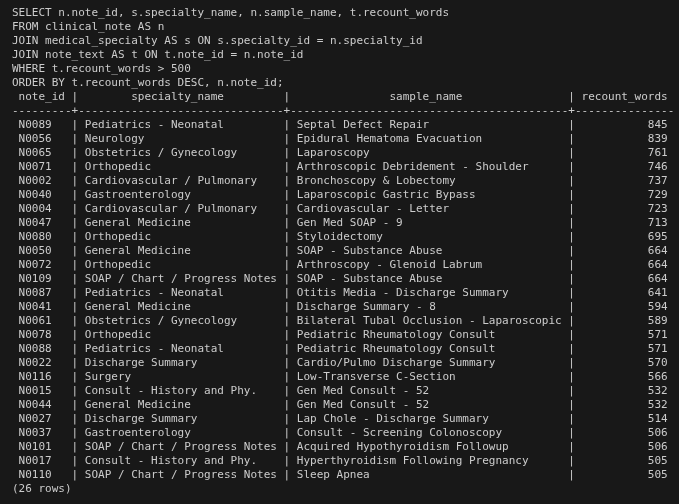 SELECT n.note_id, s.specialty_name, n.sample_name, t.recount_words
FROM clinical_note AS n
JOIN medical_specialty AS s ON s.specialty_id = n.specialty_id
JOIN note_text AS t ON t.note_id = n.note_id
WHERE t.recount_words > 500
ORDER BY t.recount_words DESC, n.note_id;
 note_id |        specialty_name         |               sample_name                | recount_words
---------+-------------------------------+------------------------------------------+---------------
 N0089   | Pediatrics - Neonatal         | Septal Defect Repair                     |           845
 N0056   | Neurology                     | Epidural Hematoma Evacuation             |           839
 N0065   | Obstetrics / Gynecology       | Laparoscopy                              |           761
 N0071   | Orthopedic                    | Arthroscopic Debridement - Shoulder      |           746
 N0002   | Cardiovascular / Pulmonary    | Bronchoscopy & Lobectomy                 |           737
 N0040   | Gastroenterology              | Laparoscopic Gastric Bypass              |           729
 N0004   | Cardiovascular / Pulmonary    | Cardiovascular - Letter                  |           723
 N0047   | General Medicine              | Gen Med SOAP - 9                         |           713
 N0080   | Orthopedic                    | Styloidectomy                            |           695
 N0050   | General Medicine              | SOAP - Substance Abuse                   |           664
 N0072   | Orthopedic                    | Arthroscopy - Glenoid Labrum             |           664
 N0109   | SOAP / Chart / Progress Notes | SOAP - Substance Abuse                   |           664
 N0087   | Pediatrics - Neonatal         | Otitis Media - Discharge Summary         |           641
 N0041   | General Medicine              | Discharge Summary - 8                    |           594
 N0061   | Obstetrics / Gynecology       | Bilateral Tubal Occlusion - Laparoscopic |           589
 N0078   | Orthopedic                    | Pediatric Rheumatology Consult           |           571
 N0088   | Pediatrics - Neonatal         | Pediatric Rheumatology Consult           |           571
 N0022   | Discharge Summary             | Cardio/Pulmo Discharge Summary           |           570
 N0116   | Surgery                       | Low-Transverse C-Section                 |           566
 N0015   | Consult - History and Phy.    | Gen Med Consult - 52                     |           532
 N0044   | General Medicine              | Gen Med Consult - 52                     |           532
 N0027   | Discharge Summary             | Lap Chole - Discharge Summary            |           514
 N0037   | Gastroenterology              | Consult - Screening Colonoscopy          |           506
 N0101   | SOAP / Chart / Progress Notes | Acquired Hypothyroidism Followup         |           506
 N0017   | Consult - History and Phy.    | Hyperthyroidism Following Pregnancy      |           505
 N0110   | SOAP / Chart / Progress Notes | Sleep Apnea                              |           505
(26 rows)